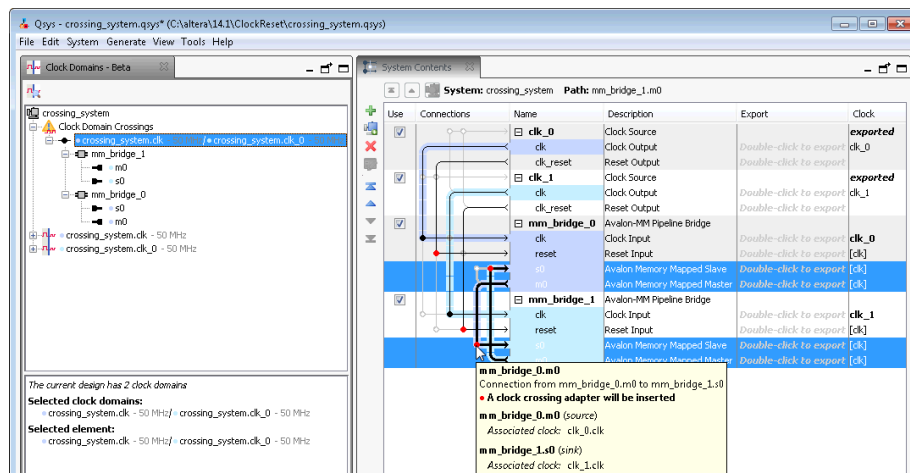 Qsys - crossing_system.qsys* (C:\altera\14.1\ClockReset\crossing_system.qsys)
File Edit System Generate View Tools Help
Clock Domains - Beta
crossing_system
Clock Domain Crossings
crossing_system.clk / crossing_system.clk_0
mm_bridge_1
m0
s0
mm_bridge_0
s0
m0
crossing_system.clk - 50 MHz
crossing_system.clk_0 - 50 MHz
The current design has 2 clock domains
Selected clock domains:
crossing_system.clk - 50 MHz/ crossing_system.clk_0 - 50 MHz
Selected element:
crossing_system.clk - 50 MHz/ crossing_system.clk_0 - 50 MHz
System Contents
System: crossing_system Path: mm_bridge_1.m0
Use Connections Name Description Export Clock
clk_0 Clock Source exported
clk Clock Output Double-click to export clk_0
clk_reset Reset Output Double-click to export
clk_1 Clock Source exported
clk Clock Output Double-click to export clk_1
clk_reset Reset Output Double-click to export
mm_bridge_0 Avalon-MM Pipeline Bridge
clk Clock Input Double-click to export clk_0
reset Reset Input Double-click to export [clk]
s0 Avalon Memory Mapped Slave Double-click to export [clk]
m0 Avalon Memory Mapped Master Double-click to export [clk]
mm_bridge_1 Avalon-MM Pipeline Bridge
clk Clock Input Double-click to export clk_1
reset Reset Input Double-click to export [clk]
s0 Avalon Memory Mapped Slave Double-click to export [clk]
m0 Avalon Memory Mapped Master Double-click to export [clk]
mm_bridge_0.m0
Connection from mm_bridge_0.m0 to mm_bridge_1.s0
A clock crossing adapter will be inserted
mm_bridge_0.m0 (source)
Associated clock: clk_0.clk
mm_bridge_1.s0 (sink)
Associated clock: clk_1.clk